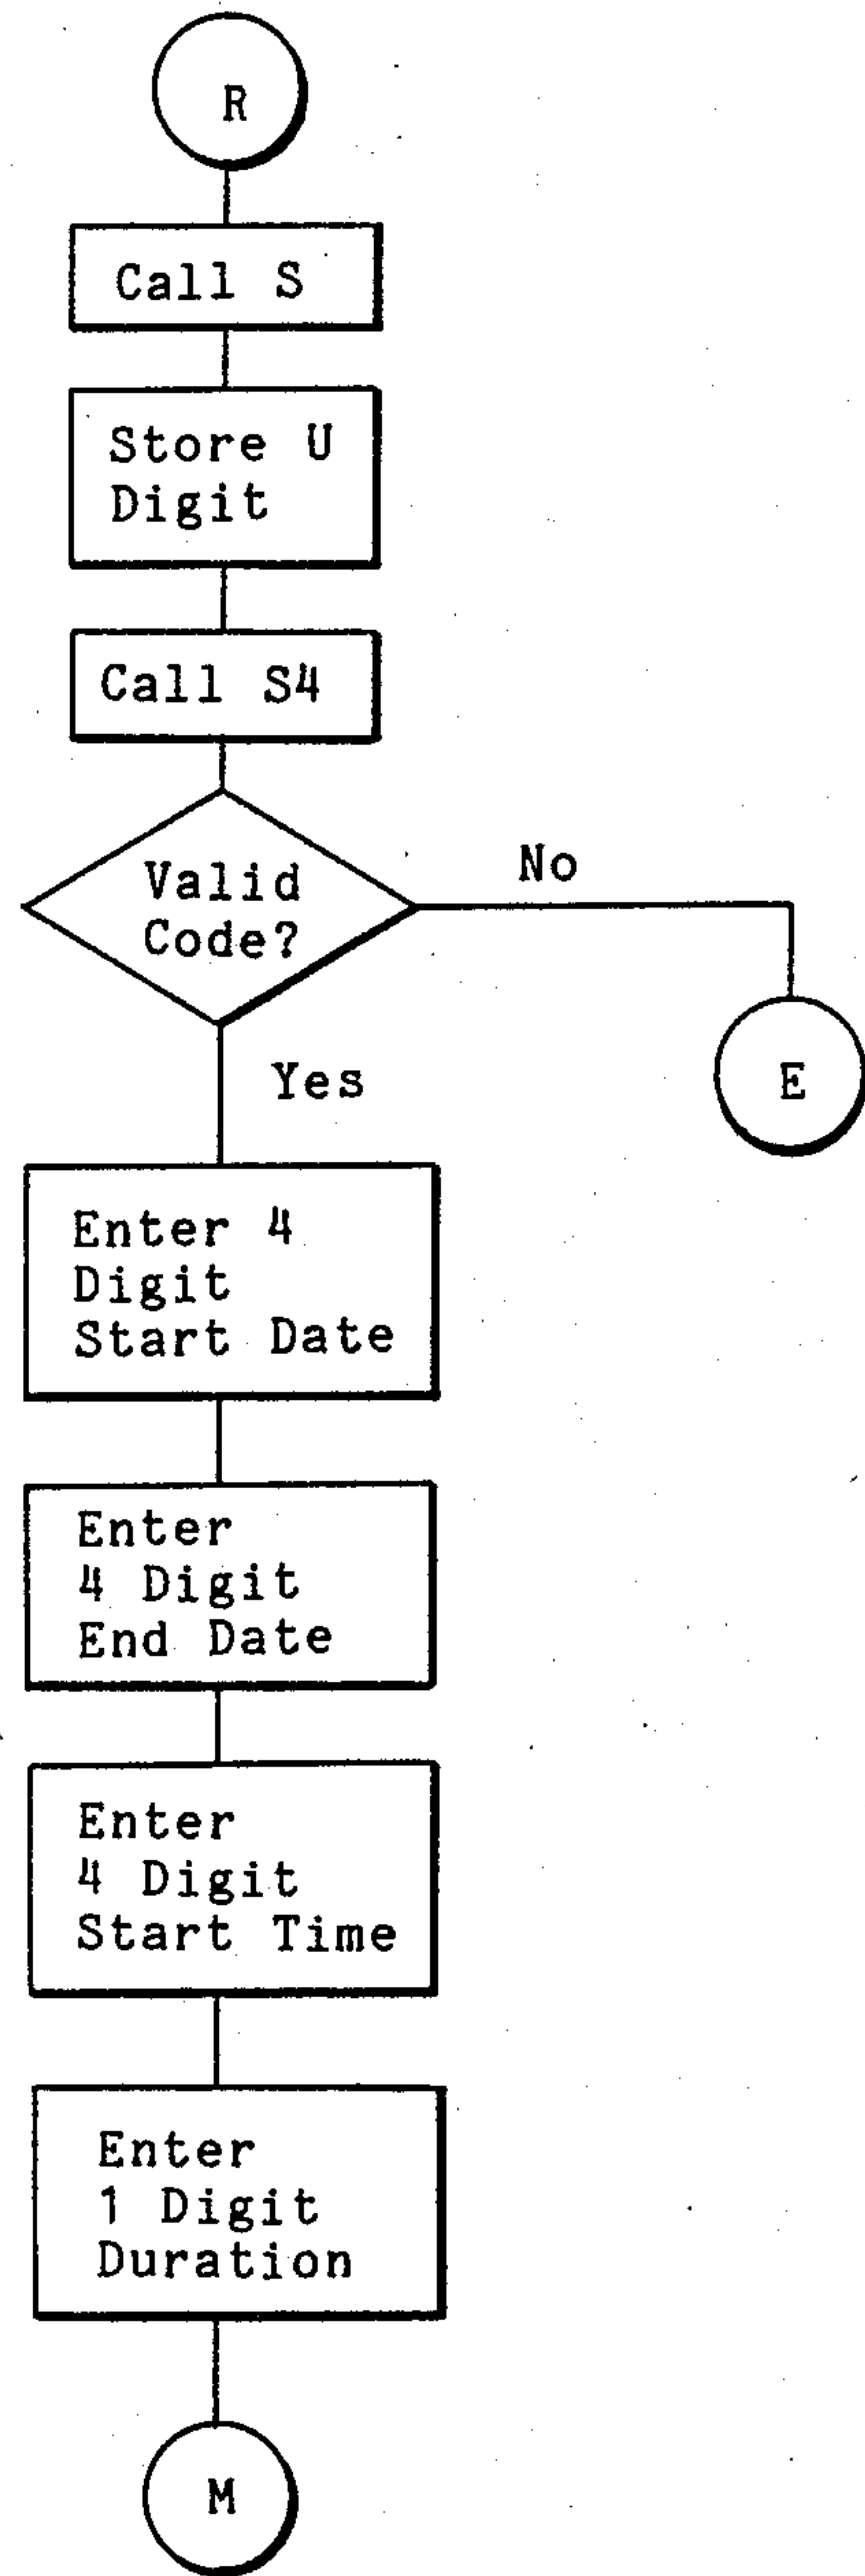 R
Call S
Store U
Digit
Call S4
Valid
Code?
No
E
Yes
Enter 4
Digit
Start Date
Enter
4 Digit
End Date
Enter
4 Digit
Start Time
Enter
1 Digit
Duration
M